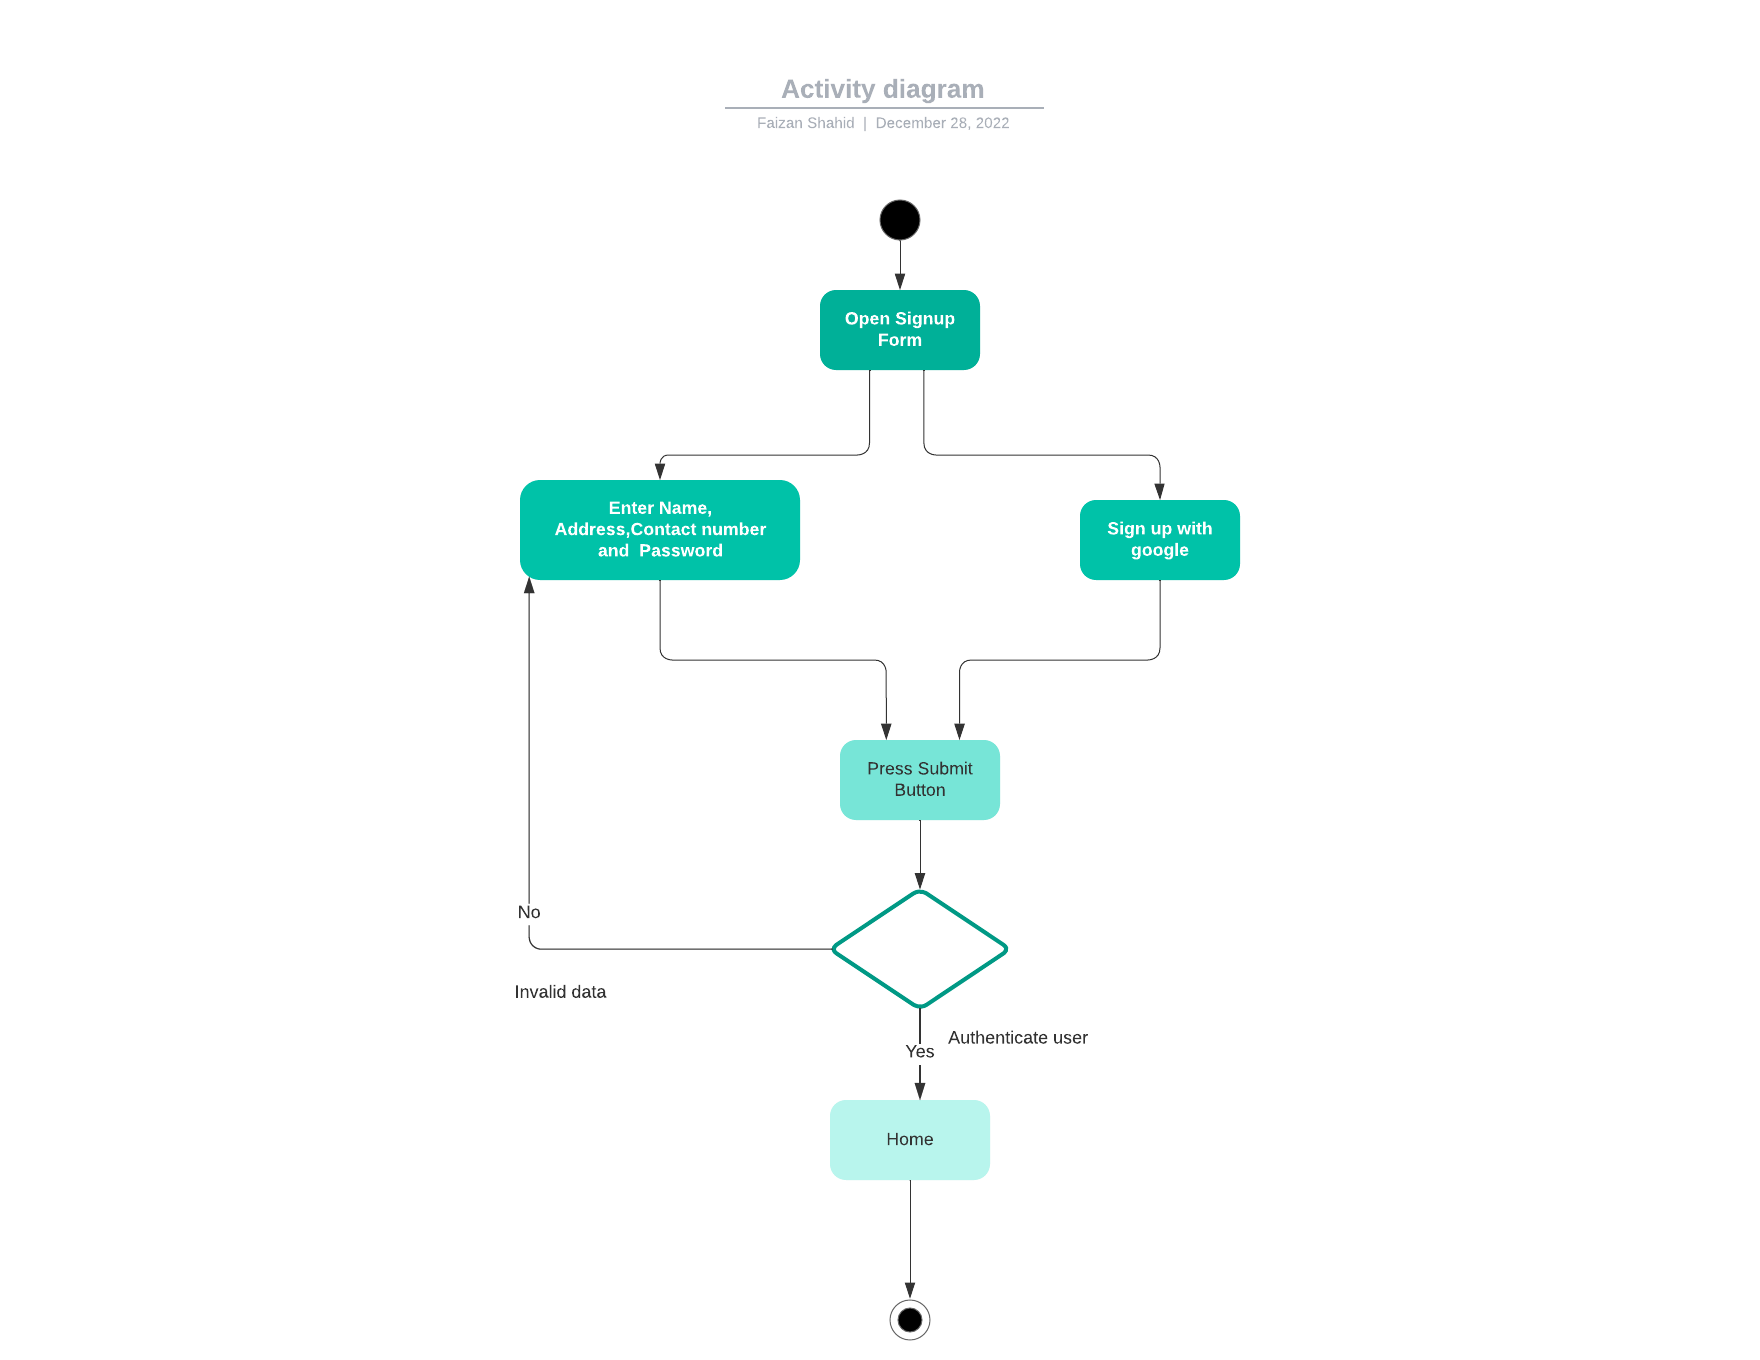 Activity diagram
Faizan Shahid | December 28, 2022
Open Signup
Form
Enter Name,
Address,Contact number
and  Password
Sign up with
google
Press Submit
Button
No
Invalid data
Authenticate user
Yes
Home